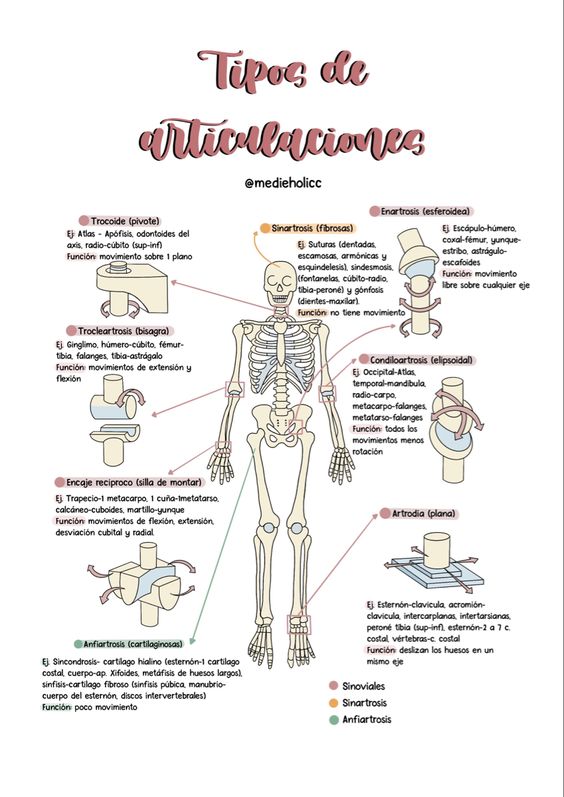 Tipos de
articulaciones
@medieholicc
Trocoide (pivote)
Ej: Atlas - Apófisis, odontoides del
axis, radio-cúbito (sup-inf)
Función: movimiento sobre 1 plano
Sinartrosis (fibrosas)
Ej: Suturas (dentadas,
escamosas, armónicas y
esquindelesis), sindesmosis,
(fontanelas, cúbito-radio,
tibia-peroné) y gónfosis
(dientes-maxilar).
Función: no tiene movimiento
Enartrosis (esferoidea)
Ej: Escápulo-húmero,
coxal-fémur, yunque-
estribo, astrágulo-
escafoides
Función: movimiento
libre sobre cualquier eje
Trocleartrosis (bisagra)
Ej: Ginglimo, húmero-cúbito, fémur-
tibia, falanges, tibia-astrágalo
Función: movimientos de extensión y
flexión
Condiloartrosis (elipsoidal)
Ej: Occipital-Atlas,
temporal-mandíbula,
radio-carpo,
metacarpo-falanges,
metatarso-falanges
Función: todos los
movimientos menos
rotación
Encaje reciproco (silla de montar)
Ej: Trapecio-1 metacarpo, 1 cuña-1metatarso,
calcáneo-cuboides, martillo-yunque
Función: movimientos de flexión, extensión,
desviación cubital y radial.
Artrodia (plana)
Ej: Esternón-clavicula, acromión-
clavicula, intercarplanas, intertarsianas,
peroné tibia (sup-inf), esternón-2 a 7 c.
costal, vértebras-c. costal
Función: deslizan los huesos en un
mismo eje
Anfiartrosis (cartilaginosas)
Ej: Sincondrosis- cartílago hialino (esternón-1 cartílago
costal, cuerpo-ap. Xifoides, metáfisis de huesos largos),
sínfisis-cartílago fibroso (sínfisis púbica, manubrio-
cuerpo del esternón, discos intervertebrales)
Función: poco movimiento
Sinoviales
Sinartrosis
Anfiartrosis